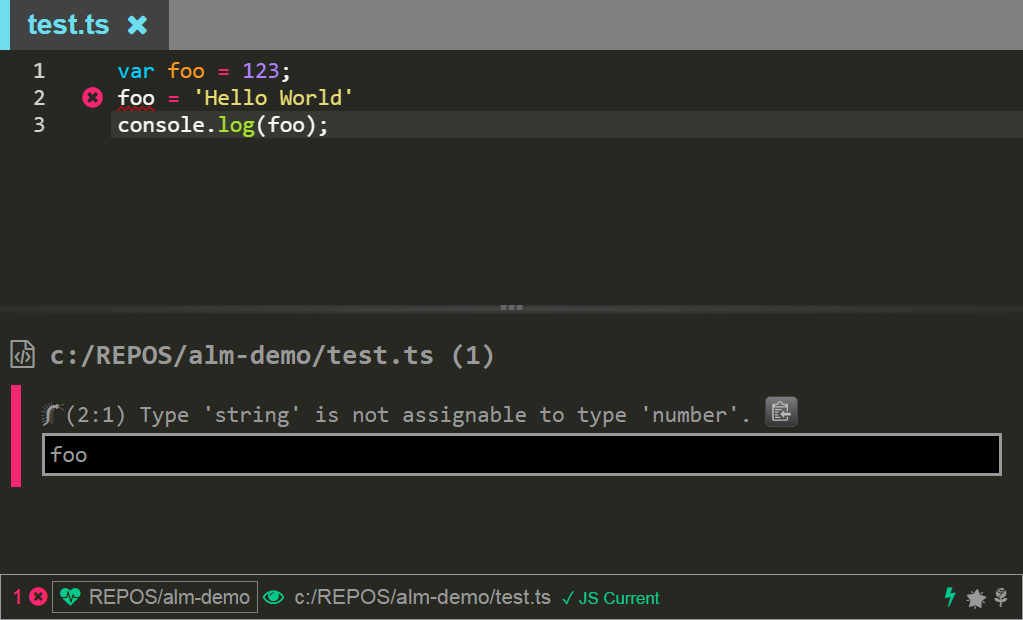 test.ts ✖
1 var foo = 123;
2 foo = 'Hello World'
3 console.log(foo);
c:/REPOS/alm-demo/test.ts (1)
(2:1) Type 'string' is not assignable to type 'number'.
foo
1 REPOS/alm-demo c:/REPOS/alm-demo/test.ts ✓ JS Current